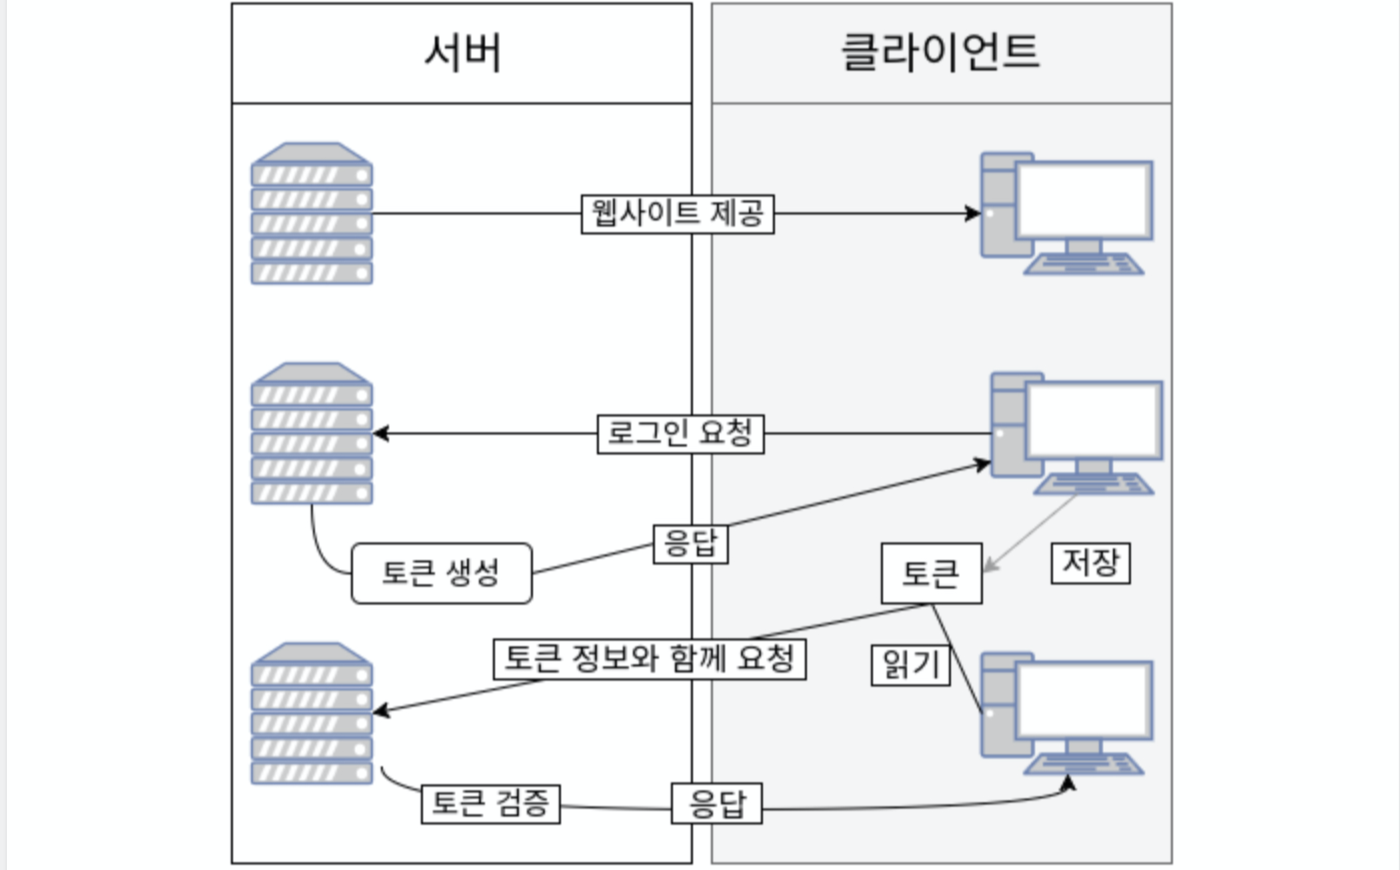 서버
클라이언트
웹사이트 제공
로그인 요청
응답
토큰 생성
토큰
저장
토큰 정보와 함께 요청
읽기
토큰 검증
응답